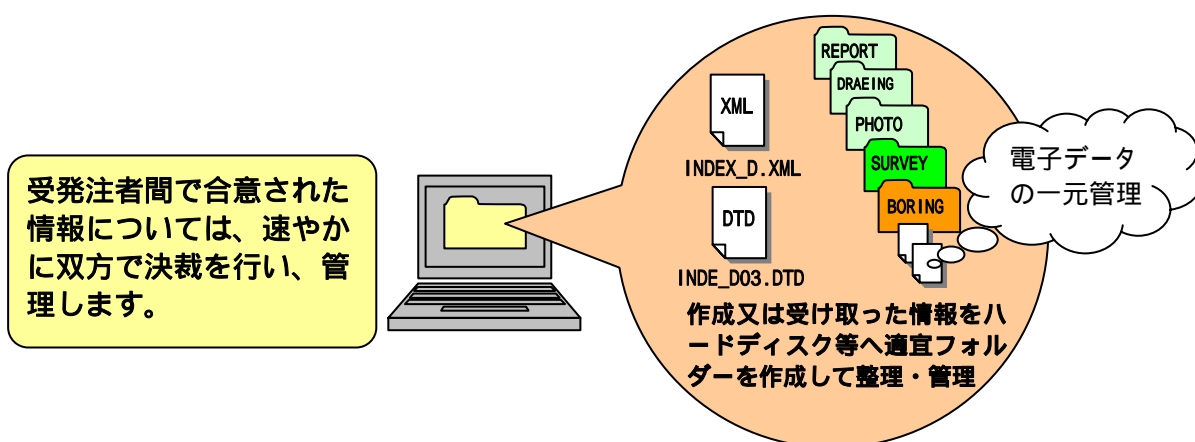 受発注者間で合意された
情報については、速やか
に双方で決裁を行い、管
理します。
XML
INDEX_D.XML
DTD
INDE_D03.DTD
REPORT
DRAEING
PHOTO
SURVEY
BORING
電子データ
の一元管理
作成又は受け取った情報をハ
ードディスク等へ適宜フォル
ダーを作成して整理・管理